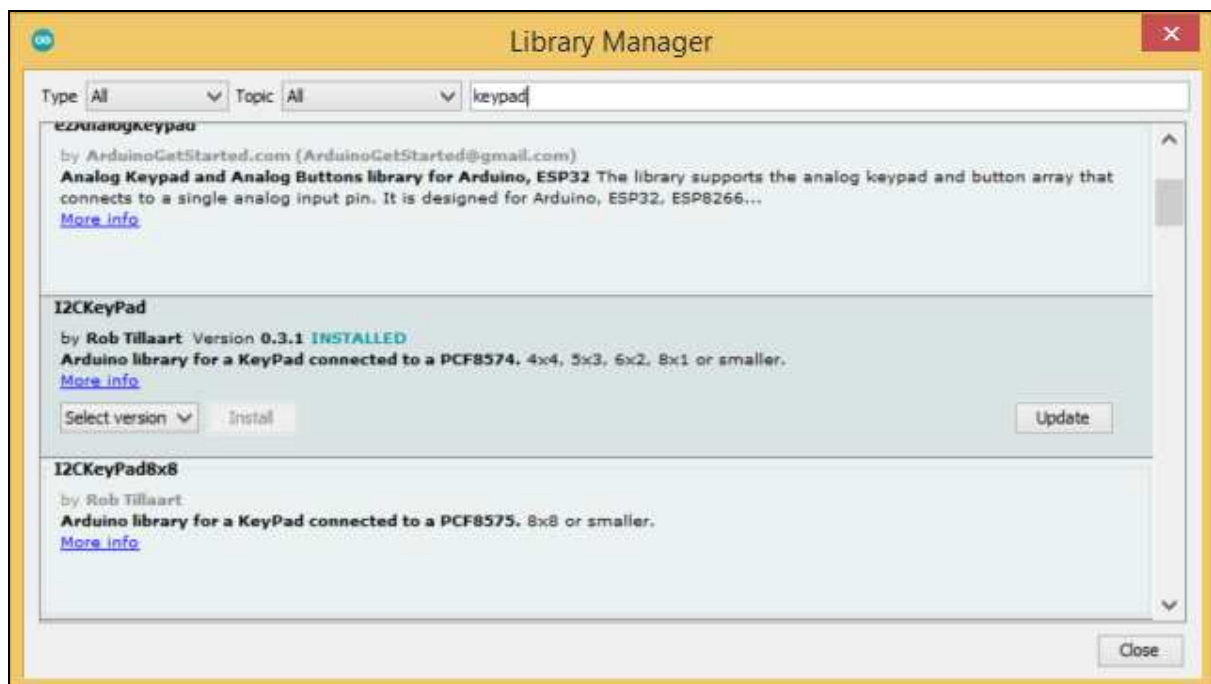 Library Manager
Type All Topic All keypad
ezAnalogKeypad
by ArduinoGetStarted.com (ArduinoGetStarted@gmail.com)
Analog Keypad and Analog Buttons library for Arduino, ESP32 The library supports the analog keypad and button array that
connects to a single analog input pin. It is designed for Arduino, ESP32, ESP8266...
More info
I2CKeyPad
by Rob Tillaart Version 0.3.1 INSTALLED
Arduino library for a KeyPad connected to a PCF8574. 4x4, 5x3, 6x2, 8x1 or smaller.
More info
Select version Install Update
I2CKeyPad8x8
by Rob Tillaart
Arduino library for a KeyPad connected to a PCF8575. 8x8 or smaller.
More info
Close